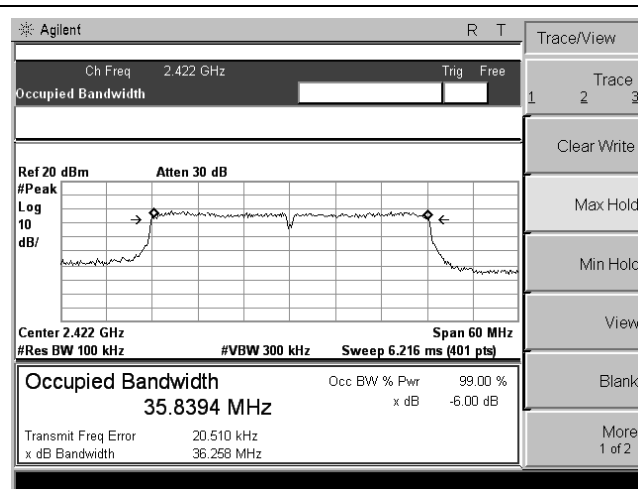 Agilent R T
Ch Freq 2.422 GHz Trig Free
Occupied Bandwidth
Ref 20 dBm Atten 30 dB
#Peak
Log
10
dB/
Center 2.422 GHz Span 60 MHz
#Res BW 100 kHz #VBW 300 kHz Sweep 6.216 ms (401 pts)
Occupied Bandwidth Occ BW % Pwr 99.00 %
35.8394 MHz x dB -6.00 dB
Transmit Freq Error 20.510 kHz
x dB Bandwidth 36.258 MHz
Trace/View
Trace
1 2 3
Clear Write
Max Hold
Min Hold
View
Blank
More
1 of 2